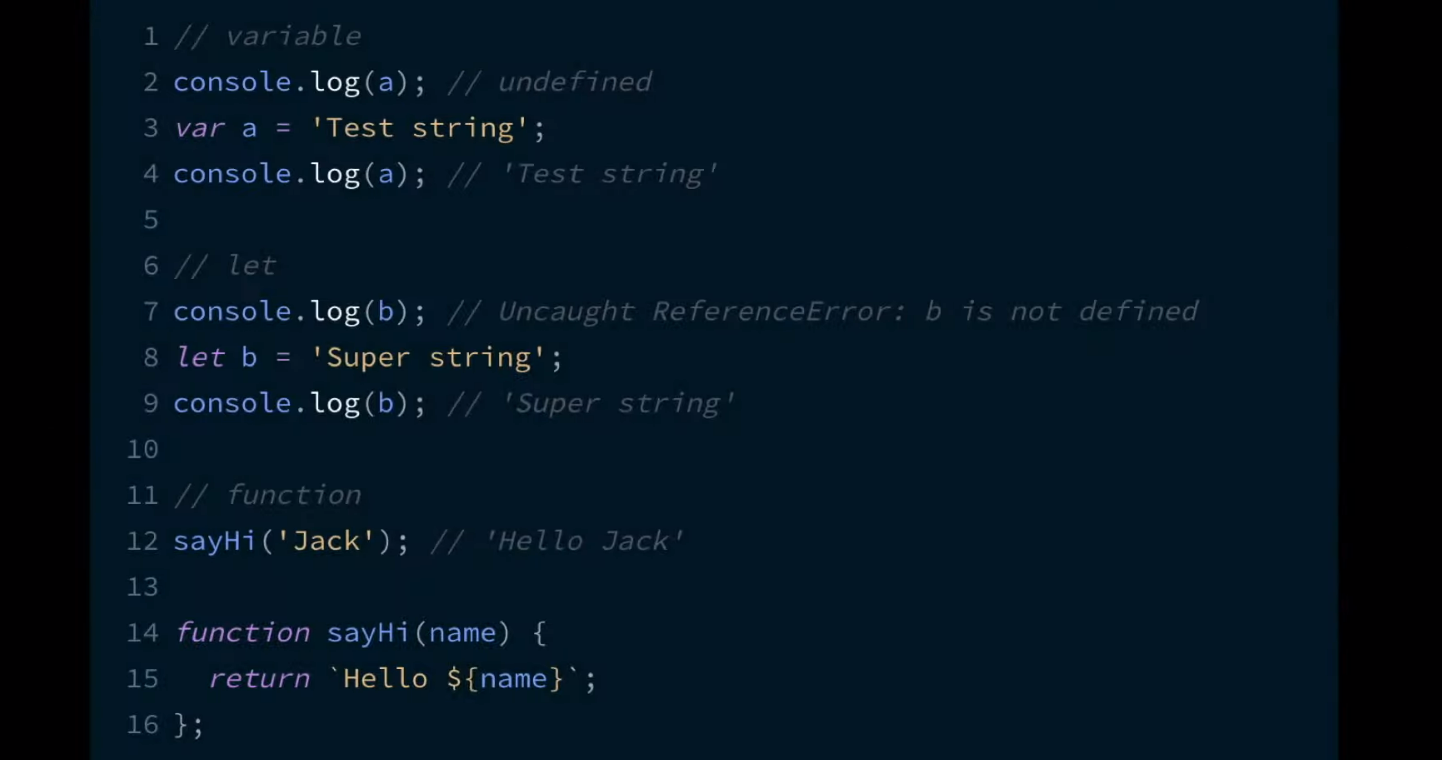 1 // variable
2 console.log(a); // undefined
3 var a = 'Test string';
4 console.log(a); // 'Test string'
5
6 // let
7 console.log(b); // Uncaught ReferenceError: b is not defined
8 let b = 'Super string';
9 console.log(b); // 'Super string'
10
11 // function
12 sayHi('Jack'); // 'Hello Jack'
13
14 function sayHi(name) {
15   return `Hello ${name}`;
16 };